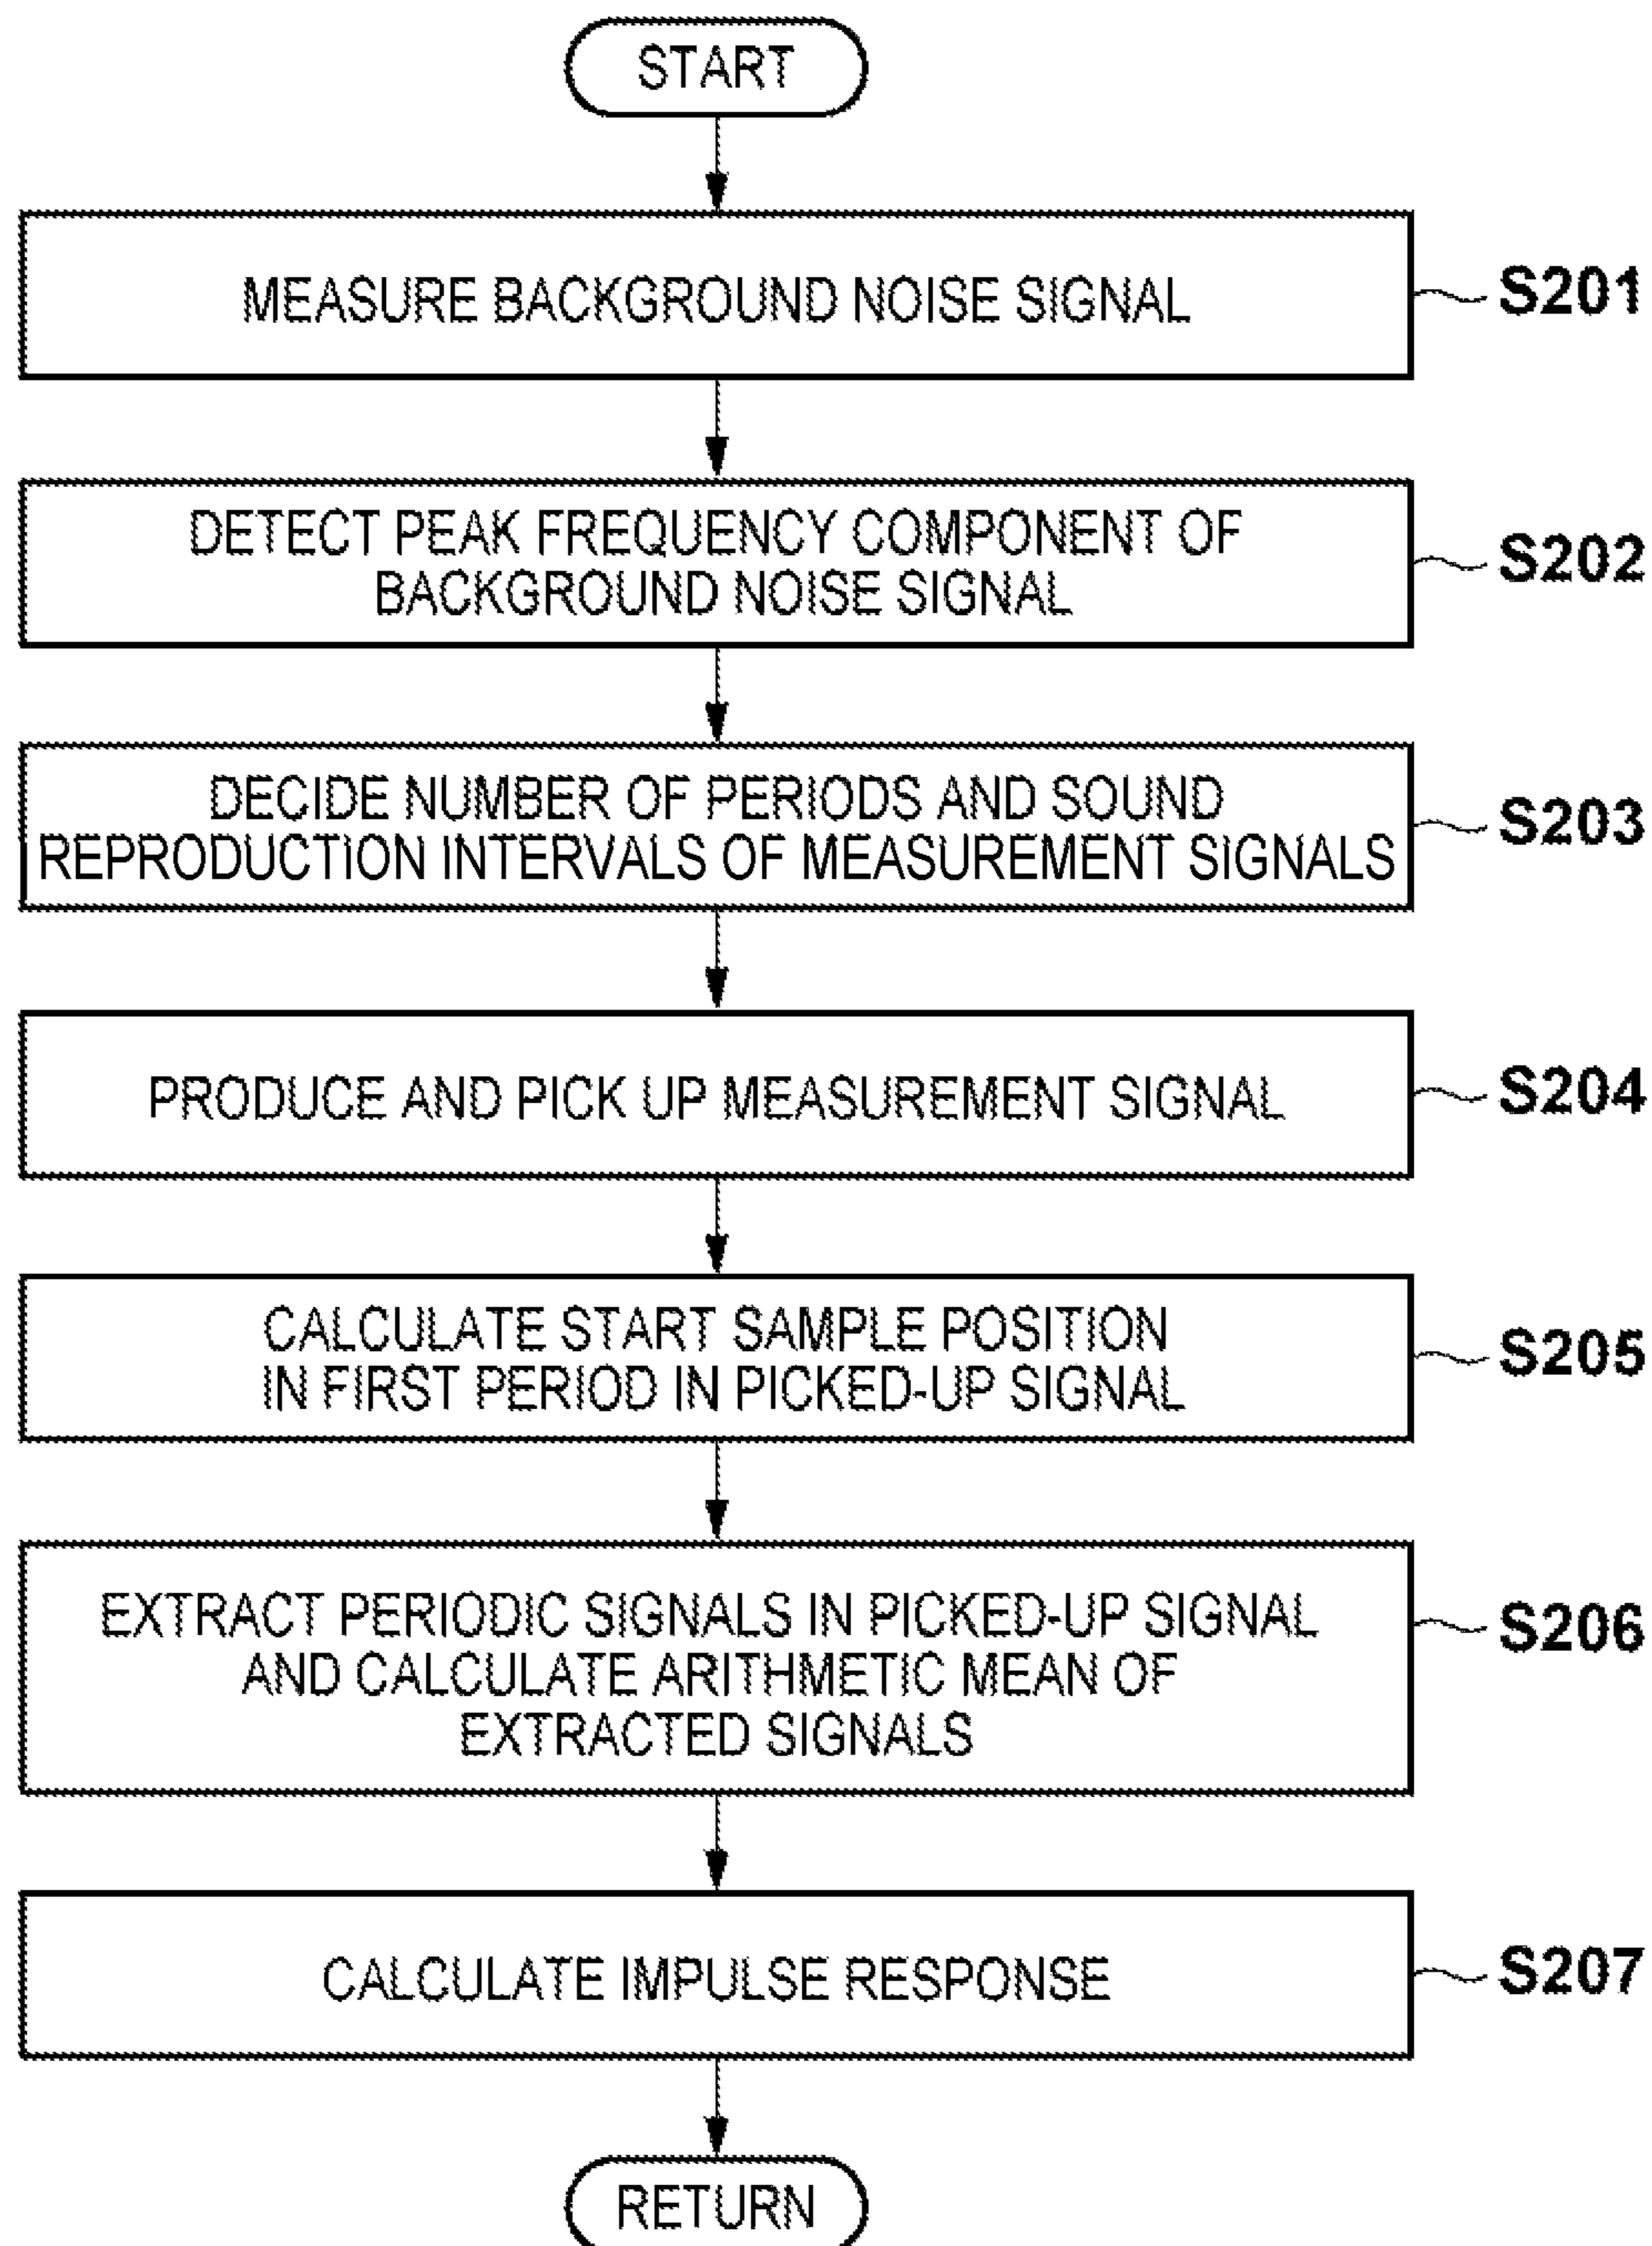 START
MEASURE BACKGROUND NOISE SIGNAL
S201
DETECT PEAK FREQUENCY COMPONENT OF
BACKGROUND NOISE SIGNAL
S202
DECIDE NUMBER OF PERIODS AND SOUND
REPRODUCTION INTERVALS OF MEASUREMENT SIGNALS
S203
PRODUCE AND PICK UP MEASUREMENT SIGNAL
S204
CALCULATE START SAMPLE POSITION
IN FIRST PERIOD IN PICKED-UP SIGNAL
S205
EXTRACT PERIODIC SIGNALS IN PICKED-UP SIGNAL
AND CALCULATE ARITHMETIC MEAN OF
EXTRACTED SIGNALS
S206
CALCULATE IMPULSE RESPONSE
S207
RETURN